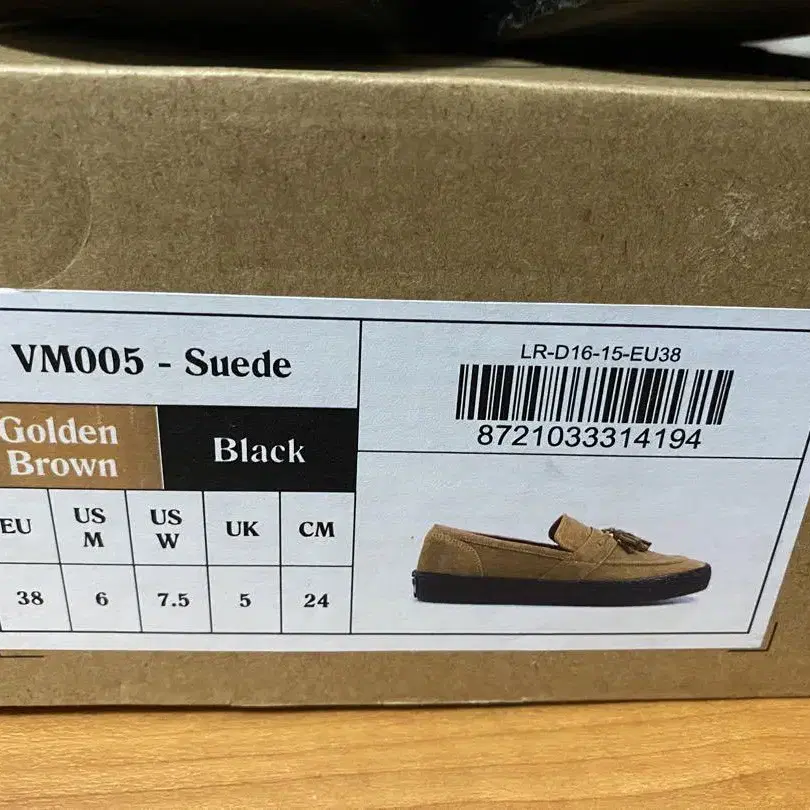 VM005 - Suede
Golden
Brown
Black
EU
US
M
US
W
UK
CM
38
6
7.5
5
24
LR-D16-15-EU38
8721033314194